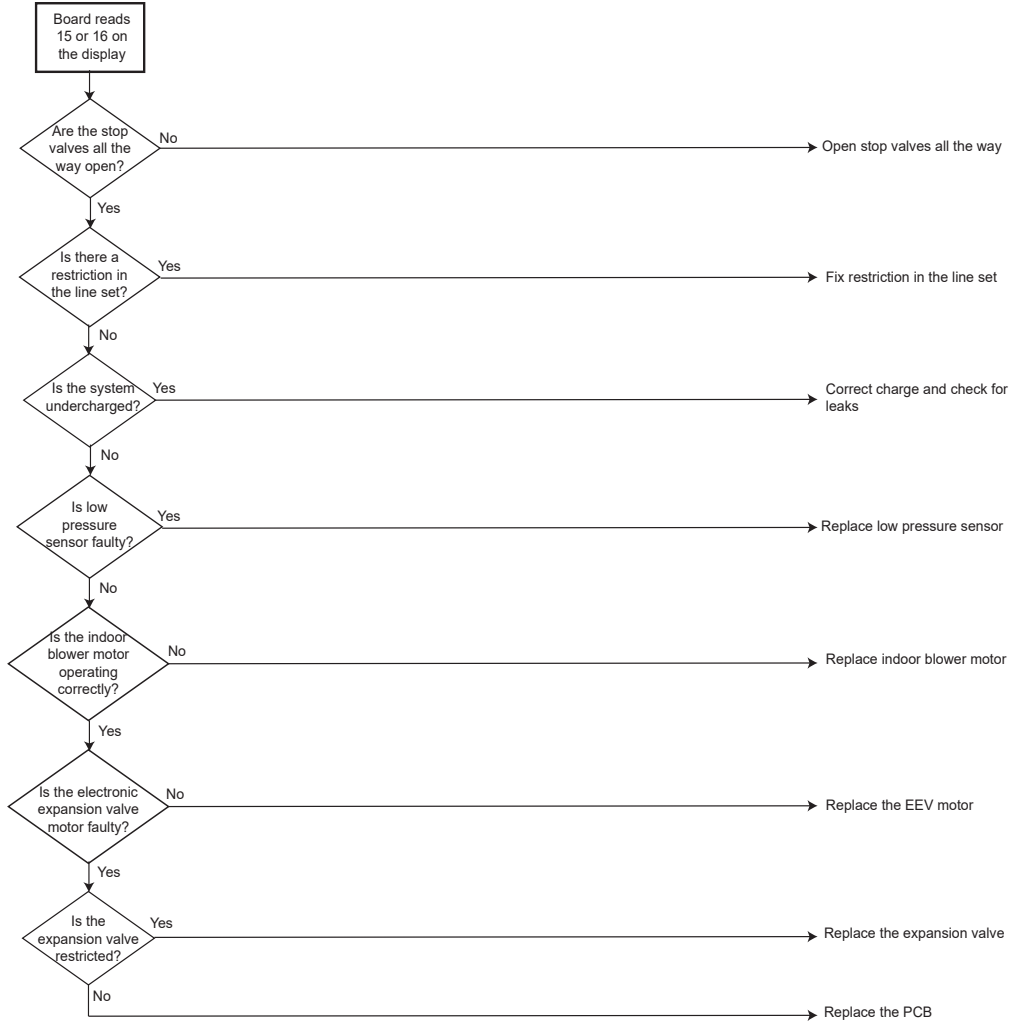 Board reads
15 or 16 on
the display
Are the stop
valves all the
way open?
No
Open stop valves all the way
Yes
Is there a
restriction in
the line set?
Yes
Fix restriction in the line set
No
Is the system
undercharged?
Yes
Correct charge and check for
leaks
No
Is low
pressure
sensor faulty?
Yes
Replace low pressure sensor
No
Is the indoor
blower motor
operating
correctly?
No
Replace indoor blower motor
Yes
Is the electronic
expansion valve
motor faulty?
No
Replace the EEV motor
Yes
Is the
expansion valve
restricted?
Yes
Replace the expansion valve
No
Replace the PCB